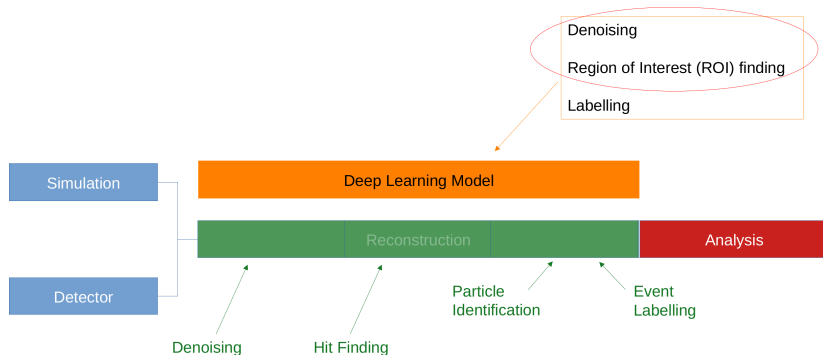 Denoising
Region of Interest (ROI) finding
Labelling
Simulation
Deep Learning Model
Reconstruction
Analysis
Detector
Particle
Identification
Event
Labelling
Denoising
Hit Finding